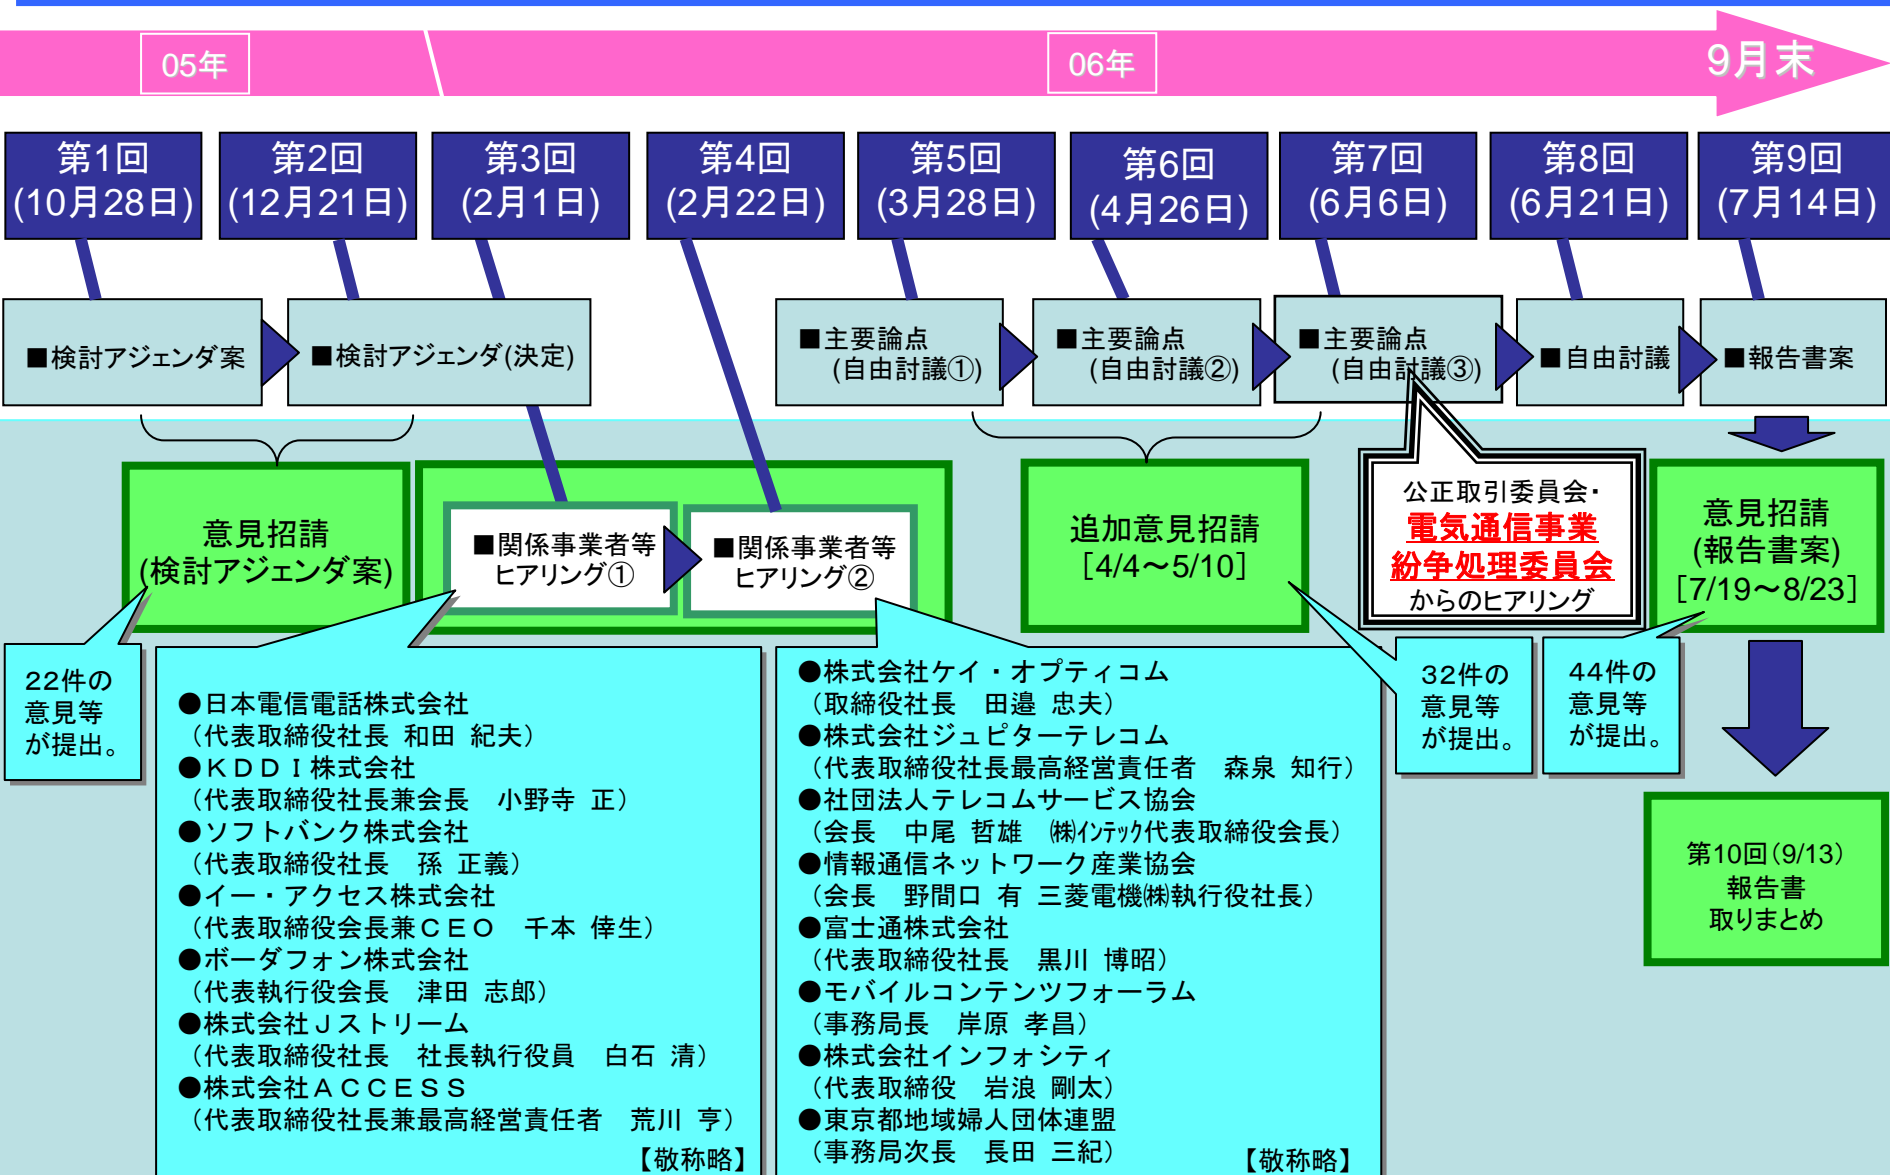 05年
06年
9月末
第1回
(10月28日)
第2回
(12月21日)
第3回
(2月1日)
第4回
(2月22日)
第5回
(3月28日)
第6回
(4月26日)
第7回
(6月6日)
第8回
(6月21日)
第9回
(7月14日)
■検討アジェンダ案
■検討アジェンダ(決定)
■主要論点
(自由討議①)
■主要論点
(自由討議②)
■主要論点
(自由討議③)
■自由討議
■報告書案
意見招請
(検討アジェンダ案)
■関係事業者等
ヒアリング①
■関係事業者等
ヒアリング②
追加意見招請
［4/4～5/10］
公正取引委員会・
電気通信事業
紛争処理委員会
からのヒアリング
意見招請
(報告書案)
［7/19～8/23］
22件の
意見等
が提出。
●日本電信電話株式会社
（代表取締役社長 和田 紀夫）
●ＫＤＤＩ株式会社
（代表取締役社長兼会長　小野寺 正）
●ソフトバンク株式会社
（代表取締役社長　孫 正義）
●イー・アクセス株式会社
（代表取締役会長兼ＣＥＯ　千本 倖生）
●ボーダフォン株式会社
（代表執行役会長　津田 志郎）
●株式会社Ｊストリーム
（代表取締役社長　社長執行役員　白石 清）
●株式会社ＡＣＣＥＳＳ
（代表取締役社長兼最高経営責任者　荒川 亨）
【敬称略】
●株式会社ケイ・オプティコム
（取締役社長　田邉 忠夫）
●株式会社ジュピターテレコム
（代表取締役社長最高経営責任者　森泉 知行）
●社団法人テレコムサービス協会
（会長　中尾 哲雄　㈱ｲﾝﾃｯｸ代表取締役会長）
●情報通信ネットワーク産業協会
（会長　野間口 有 三菱電機㈱執行役社長）
●富士通株式会社
（代表取締役社長　黒川 博昭）
●モバイルコンテンツフォーラム
（事務局長　岸原 孝昌）
●株式会社インフォシティ
（代表取締役　岩浪 剛太）
●東京都地域婦人団体連盟
（事務局次長　長田 三紀）
【敬称略】
32件の
意見等
が提出。
44件の
意見等
が提出。
第10回（9/13）
報告書
取りまとめ